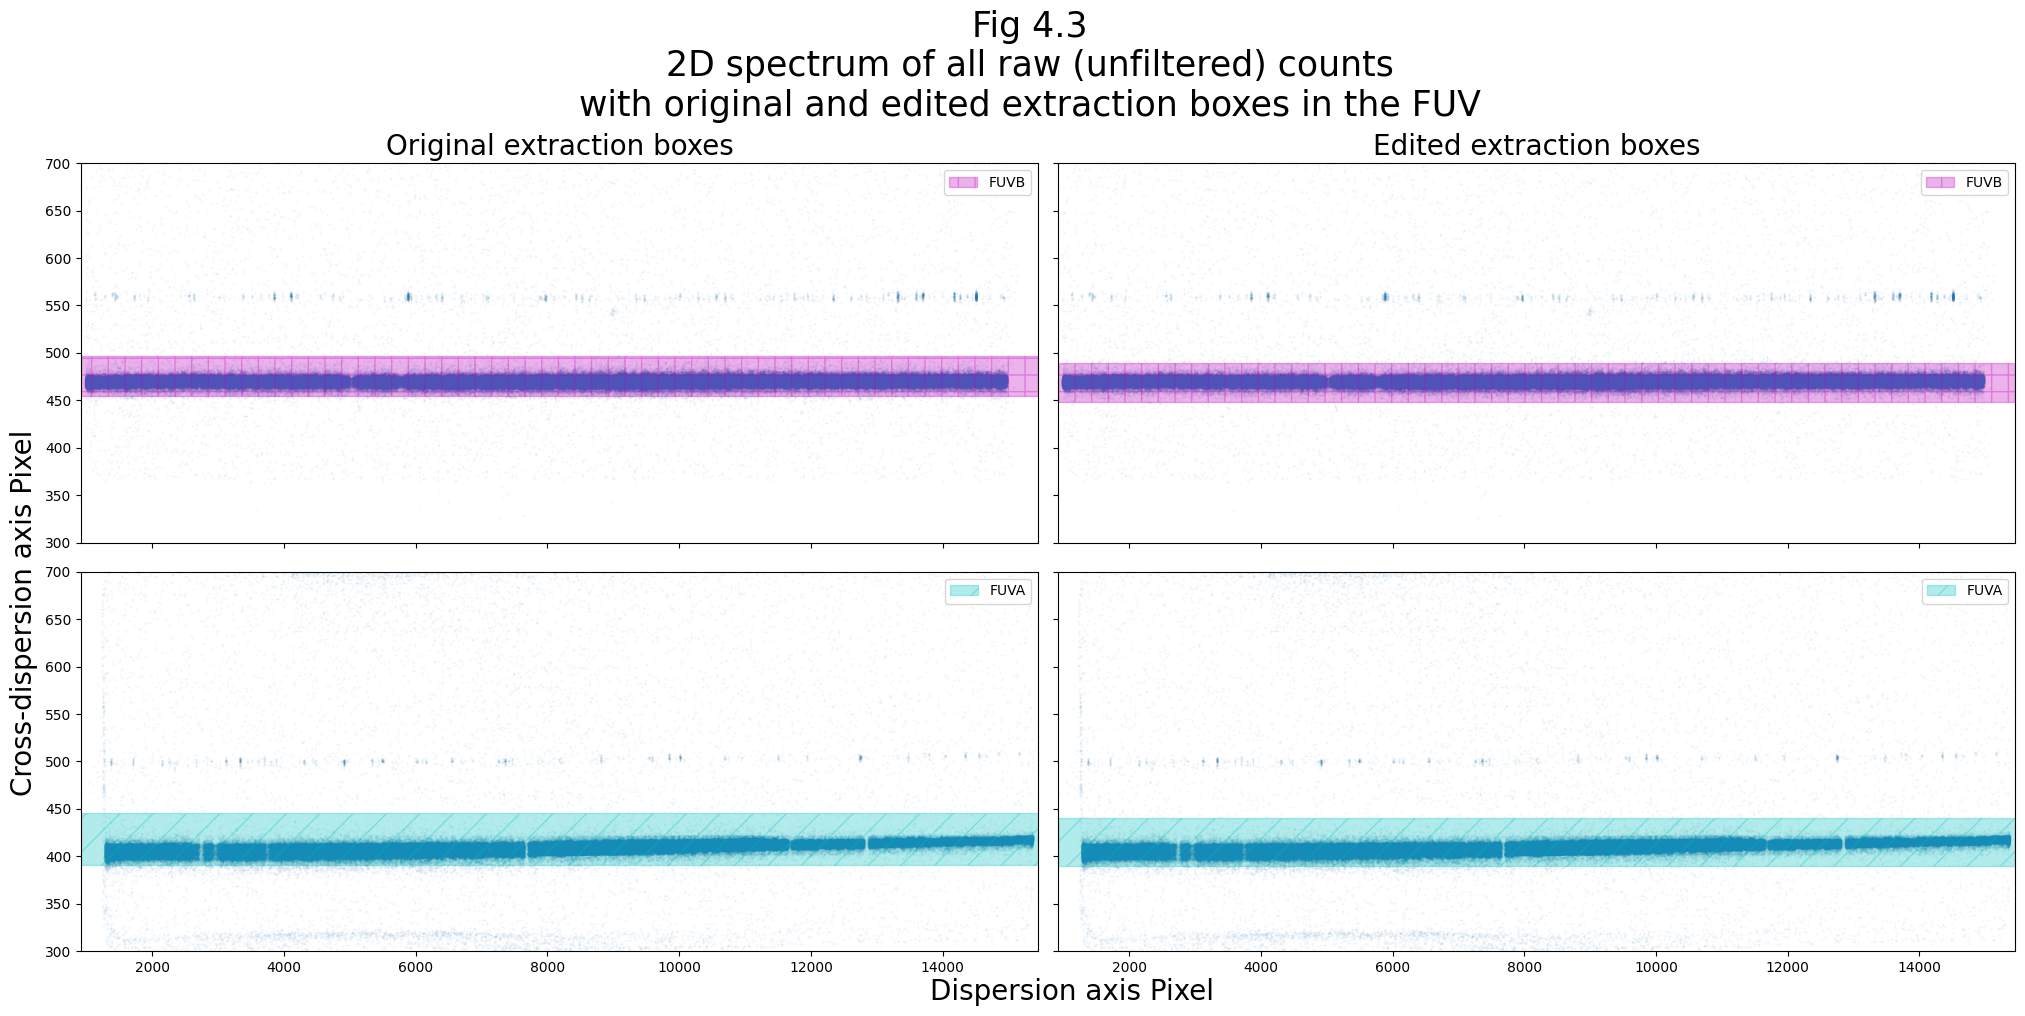 Fig 4.3
2D spectrum of all raw (unfiltered) counts
with original and edited extraction boxes in the FUV
Original extraction boxes
Edited extraction boxes
700
650
600
550
500
450
400
350
300
FUVB
FUVB
700
650
600
550
500
450
400
350
300
FUVA
FUVA
2000 4000 6000 8000 10000 12000 14000
2000 4000 6000 8000 10000 12000 14000
Cross-dispersion axis Pixel
Dispersion axis Pixel